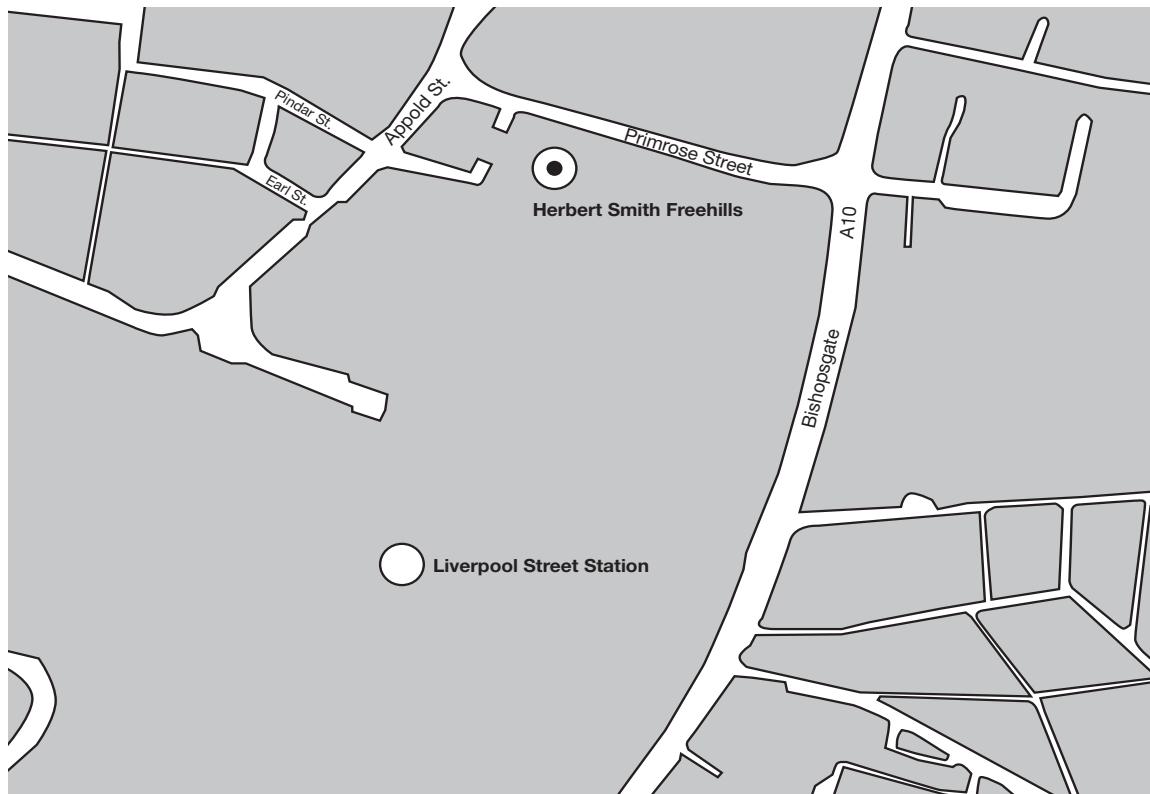 Pindar St.
Appold St.
Primrose Street
Earl St.
Herbert Smith Freehills
A10
Bishopsgate
Liverpool Street Station